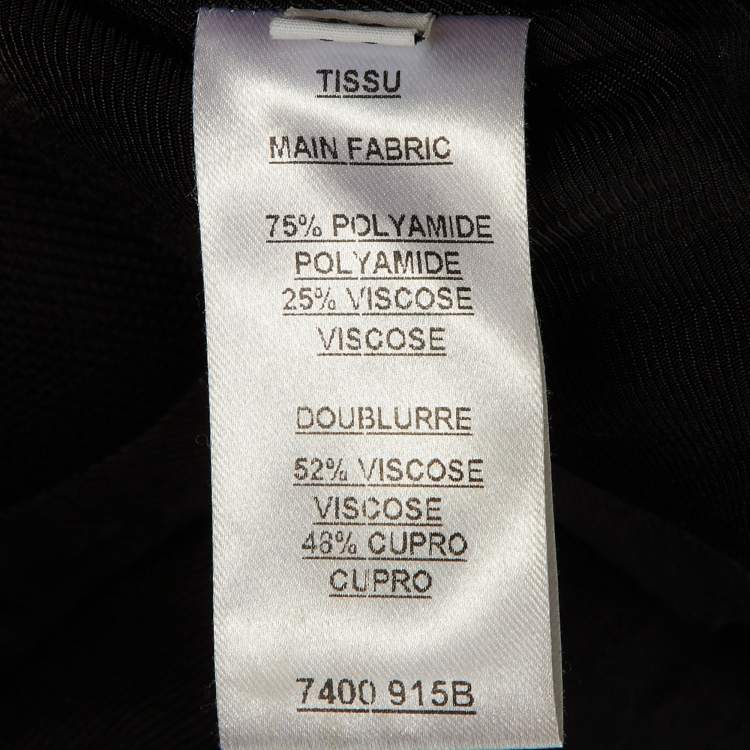 TISSU
MAIN FABRIC
75% POLYAMIDE
POLYAMIDE
25% VISCOSE
VISCOSE
DOUBLURRE
52% VISCOSE
VISCOSE
48% CUPRO
CUPRO
7400 915B